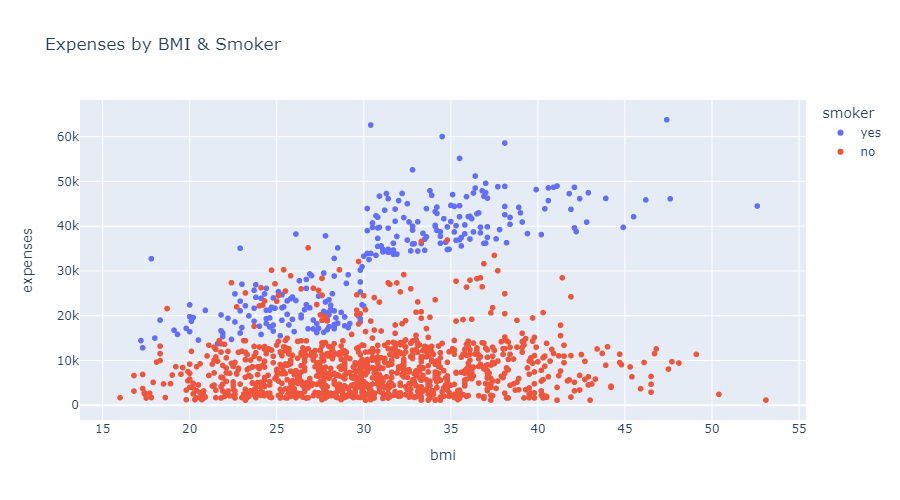 Expenses by BMI & Smoker
smoker
yes
no
60k
50k
40k
30k
20k
10k
0
expenses
15 20 25 30 35 40 45 50 55
bmi